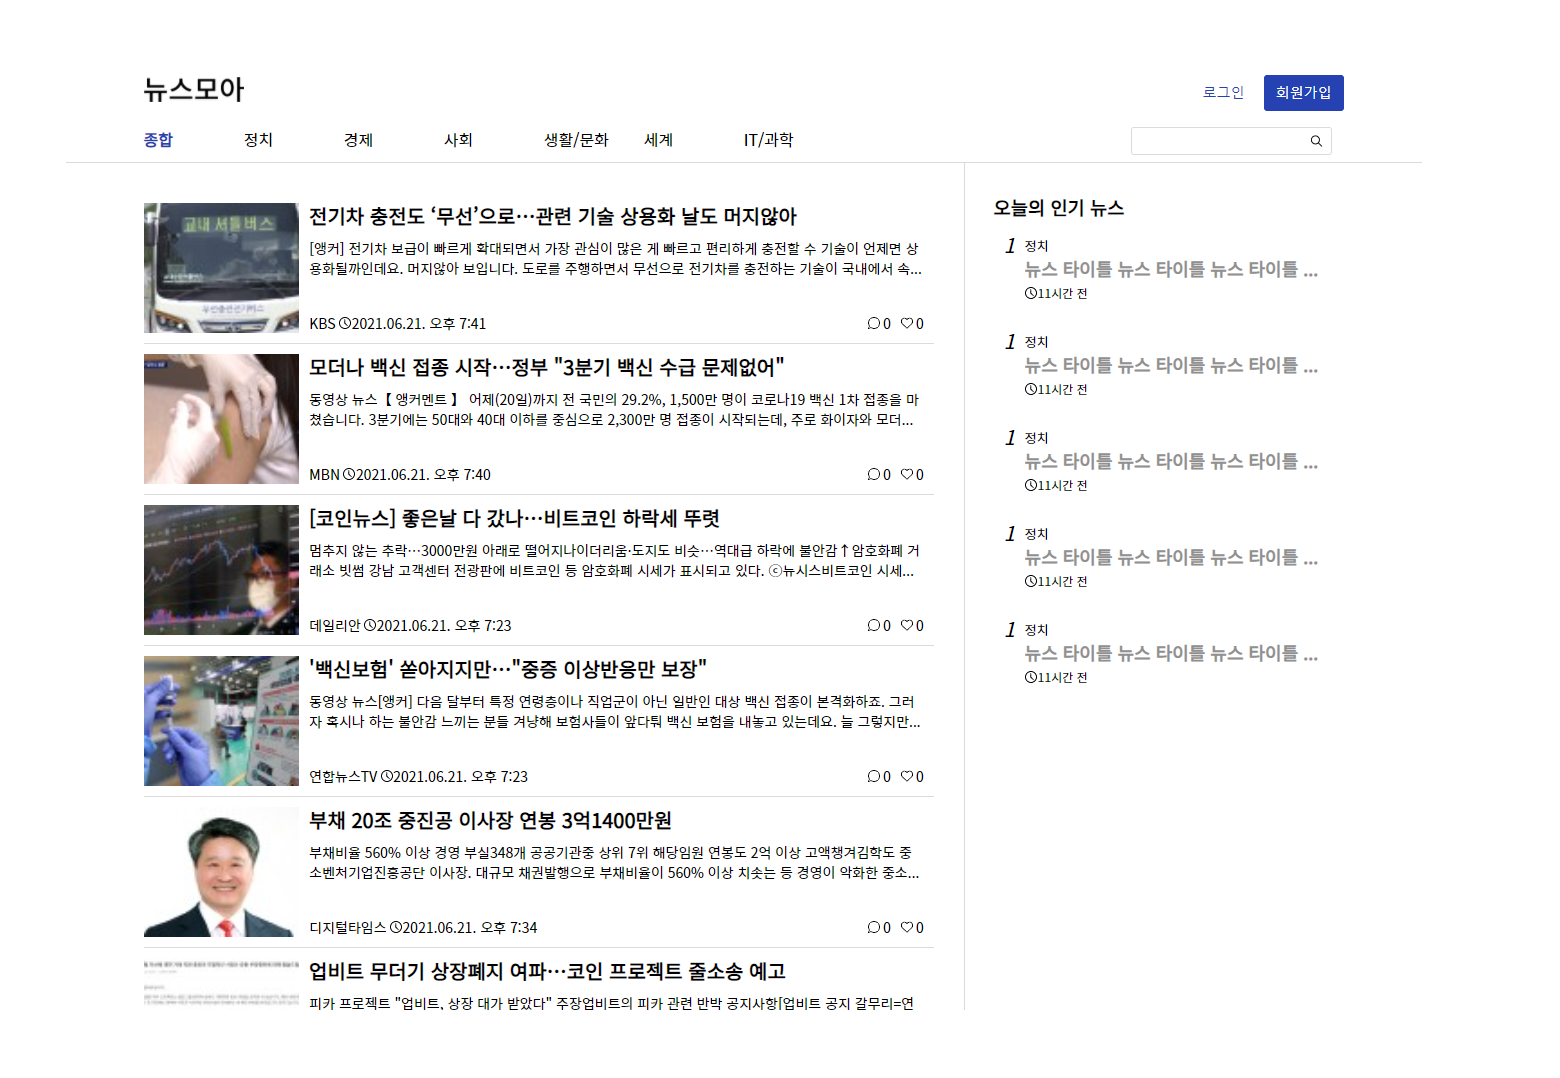 뉴스모아
로그인
회원가입
종합 정치 경제 사회 생활/문화 세계 IT/과학
교내 셔틀버스
전기차 충전도 ‘무선’으로…관련 기술 상용화 날도 머지않아
[앵커] 전기차 보급이 빠르게 확대되면서 가장 관심이 많은 게 빠르고 편리하게 충전할 수 기술이 언제면 상
용화될까인데요. 머지않아 보입니다. 도로를 주행하면서 무선으로 전기차를 충전하는 기술이 국내에서 속...
KBS 2021.06.21. 오후 7:41
0 0
모더나 백신 접종 시작…정부 "3분기 백신 수급 문제없어"
동영상 뉴스【 앵커멘트 】 어제(20일)까지 전 국민의 29.2%, 1,500만 명이 코로나19 백신 1차 접종을 마
쳤습니다. 3분기에는 50대와 40대 이하를 중심으로 2,300만 명 접종이 시작되는데, 주로 화이자와 모더...
MBN 2021.06.21. 오후 7:40
0 0
[코인뉴스] 좋은날 다 갔나…비트코인 하락세 뚜렷
멈추지 않는 추락…3000만원 아래로 떨어지나이더리움·도지도 비슷…역대급 하락에 불안감↑암호화폐 거
래소 빗썸 강남 고객센터 전광판에 비트코인 등 암호화폐 시세가 표시되고 있다. ⓒ뉴시스비트코인 시세...
데일리안 2021.06.21. 오후 7:23
0 0
'백신보험' 쏟아지지만…"중증 이상반응만 보장"
동영상 뉴스[앵커] 다음 달부터 특정 연령층이나 직업군이 아닌 일반인 대상 백신 접종이 본격화하죠. 그러
자 혹시나 하는 불안감 느끼는 분들 겨냥해 보험사들이 앞다퉈 백신 보험을 내놓고 있는데요. 늘 그렇지만...
연합뉴스TV 2021.06.21. 오후 7:23
0 0
부채 20조 중진공 이사장 연봉 3억1400만원
부채비율 560% 이상 경영 부실348개 공공기관중 상위 7위 해당임원 연봉도 2억 이상 고액챙겨김학도 중
소벤처기업진흥공단 이사장. 대규모 채권발행으로 부채비율이 560% 이상 치솟는 등 경영이 악화한 중소...
디지털타임스 2021.06.21. 오후 7:34
0 0
업비트 무더기 상장폐지 여파…코인 프로젝트 줄소송 예고
피카 프로젝트 "업비트, 상장 대가 받았다" 주장업비트의 피카 관련 반박 공지사항[업비트 공지 갈무리=연
오늘의 인기 뉴스
1 정치
뉴스 타이틀 뉴스 타이틀 뉴스 타이틀 ...
11시간 전
1 정치
뉴스 타이틀 뉴스 타이틀 뉴스 타이틀 ...
11시간 전
1 정치
뉴스 타이틀 뉴스 타이틀 뉴스 타이틀 ...
11시간 전
1 정치
뉴스 타이틀 뉴스 타이틀 뉴스 타이틀 ...
11시간 전
1 정치
뉴스 타이틀 뉴스 타이틀 뉴스 타이틀 ...
11시간 전